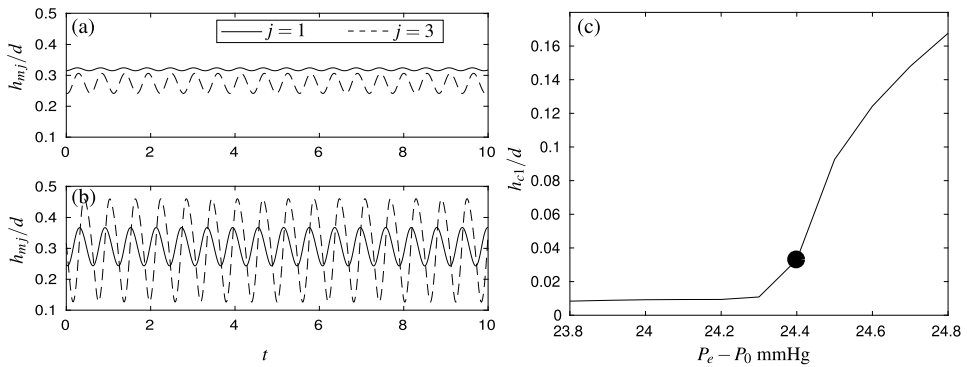 (a)
j = 1 j = 3
h_{mj}/d
0.5
0.4
0.3
0.2
0.1
0 2 4 6 8 10
(b)
h_{mj}/d
0.5
0.4
0.3
0.2
0.1
0 2 4 6 8 10
t
(c)
h_{c1}/d
0.16
0.14
0.12
0.1
0.08
0.06
0.04
0.02
0
23.8 24 24.2 24.4 24.6 24.8
P_e − P_0 mmHg